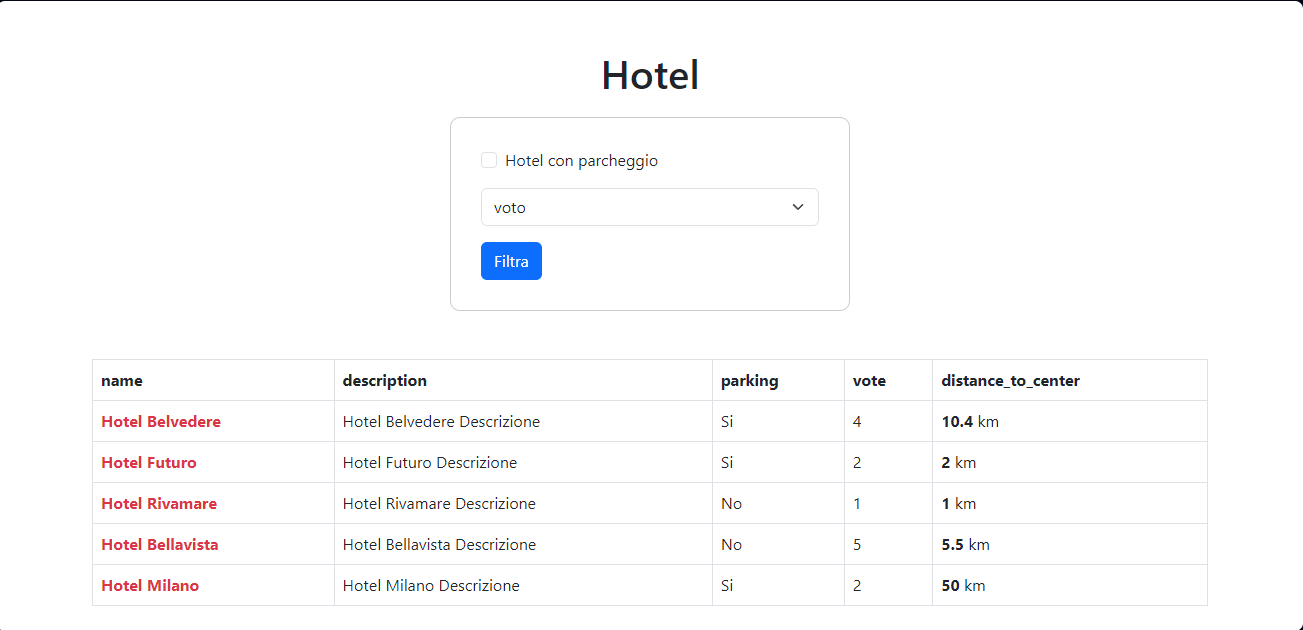 Hotel
Hotel con parcheggio
voto
Filtra
name description parking vote distance_to_center
Hotel Belvedere Hotel Belvedere Descrizione Si 4 10.4 km
Hotel Futuro Hotel Futuro Descrizione Si 2 2 km
Hotel Rivamare Hotel Rivamare Descrizione No 1 1 km
Hotel Bellavista Hotel Bellavista Descrizione No 5 5.5 km
Hotel Milano Hotel Milano Descrizione Si 2 50 km